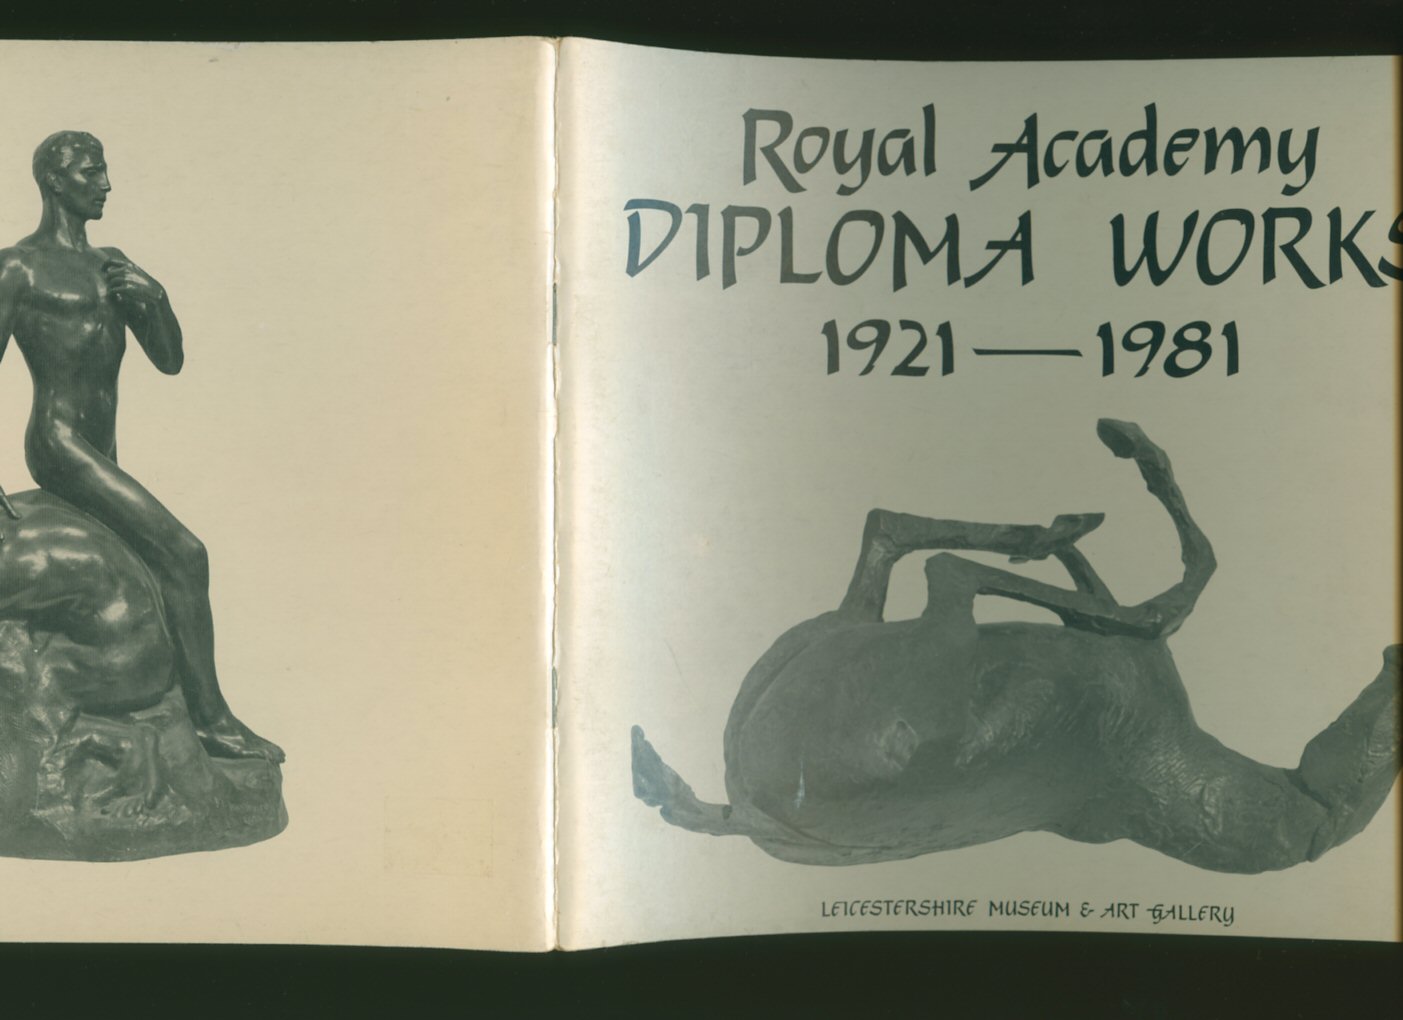 Royal Academy
DIPLOMA WORKS
1921 — 1981
LEICESTERSHIRE MUSEUM & ART GALLERY